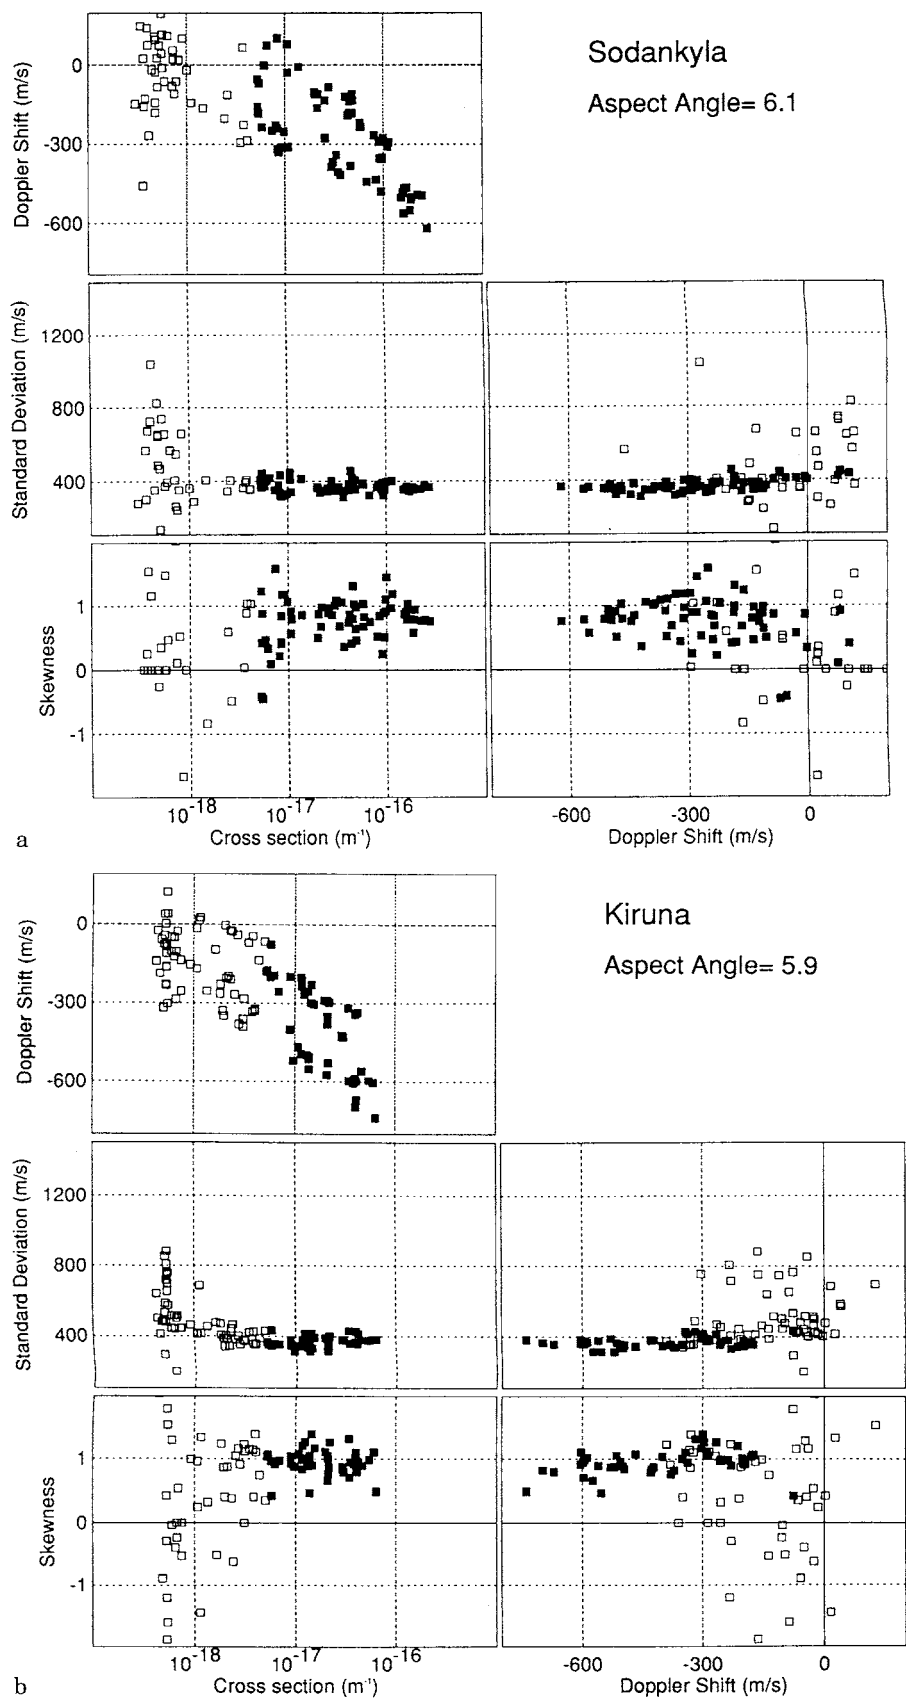 Sodankyla
Aspect Angle= 6.1
Doppler Shift (m/s)
0
-300
-600
Standard Deviation (m/s)
1200
800
400
Skewness
1
0
-1
10-18
10-17
10-16
Cross section (m-1)
-600
-300
0
Doppler Shift (m/s)
a
Kiruna
Aspect Angle= 5.9
Doppler Shift (m/s)
0
-300
-600
Standard Deviation (m/s)
1200
800
400
Skewness
1
0
-1
10-18
10-17
10-16
Cross section (m-1)
-600
-300
0
Doppler Shift (m/s)
b